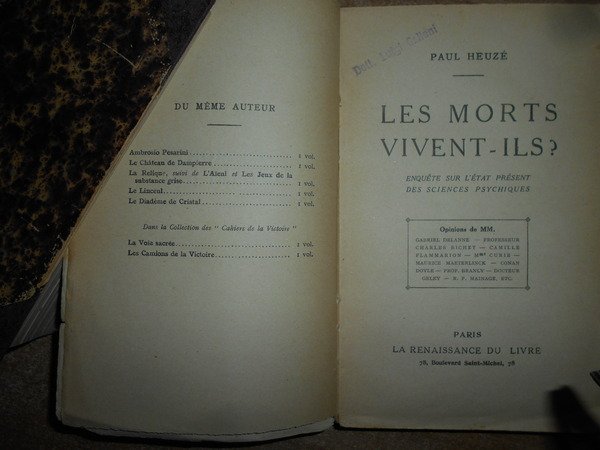 DU MÊME AUTEUR
Ambrosio Pesarini........................ 1 vol.
Le Château de Dampierre........................ 1 vol.
La Relique, suivi de L'Aïeal et Les Jeux de la
substance grise........................ 1 vol.
Le Linceul........................ 1 vol.
Le Diadème de Cristal........................ 1 vol.
Dans la Collection des " Cahiers de la Victoire "
La Voie sacrée........................ 1 vol.
Les Camions de la Victoire........................ 1 vol.
Dott. Luigi
PAUL HEUZÉ
LES MORTS
VIVENT-ILS?
ENQUÊTE SUR L'ÉTAT PRÉSENT
DES SCIENCES PSYCHIQUES
Opinions de MM.
GABRIEL DELANNE — PROFESSEUR
CHARLES RICHET — CAMILLE
FLAMMARION — Mme CURIE —
MAURICE MAETERLINCK — CONAN
DOYLE — PROF. BRANLY — DOCTEUR
GELEY — R. P. MAINAGE, ETC.
PARIS
LA RENAISSANCE DU LIVRE
78, Boulevard Saint-Michel, 78